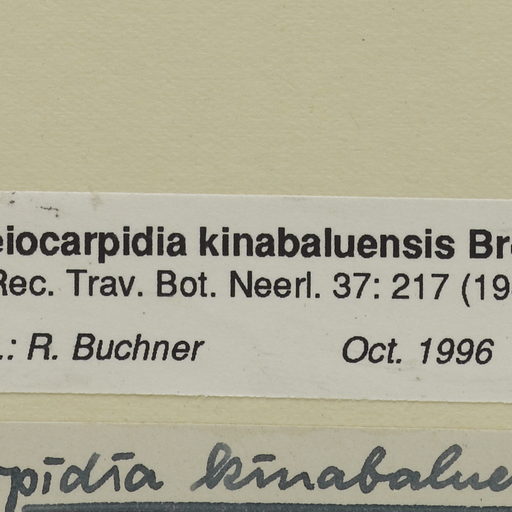 eiocarpidia kinabaluensis Br
Rec. Trav. Bot. Neerl. 37: 217 (19
.: R. Buchner Oct. 1996
pidia kinabalue